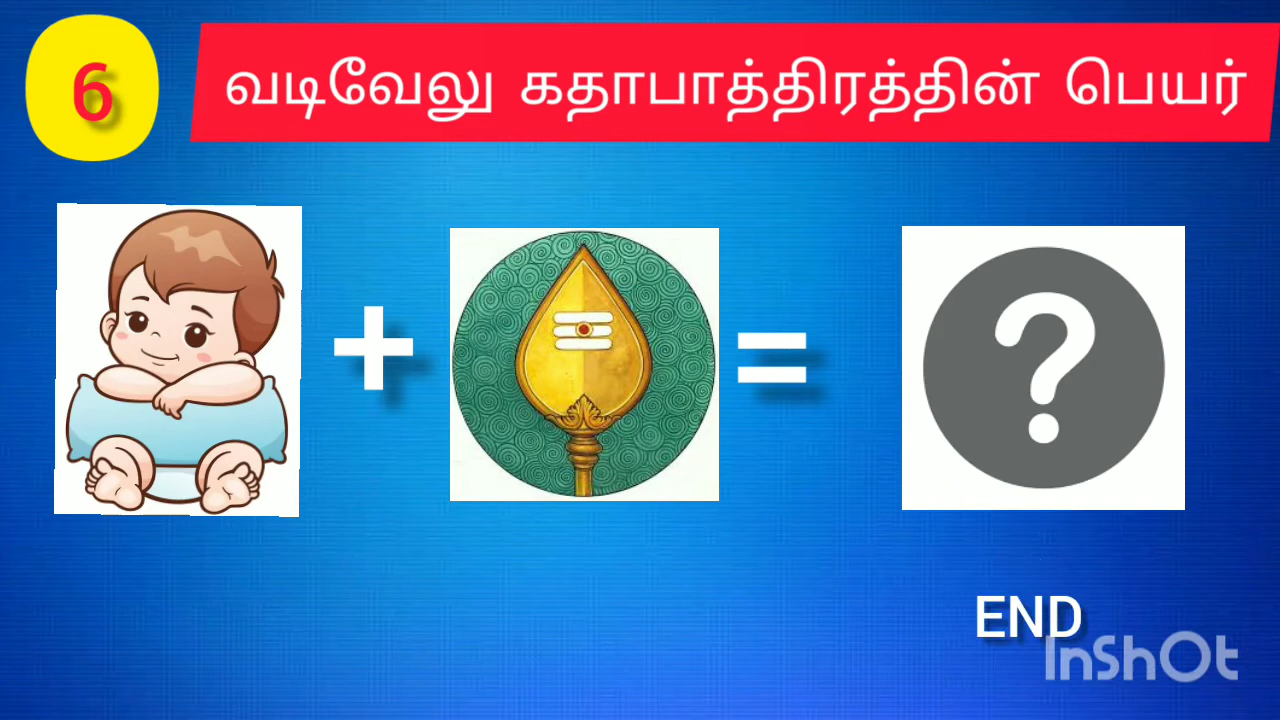 6
வடிவேலு கதாபாத்திரத்தின் பெயர்
+
=
?
END
InShOt